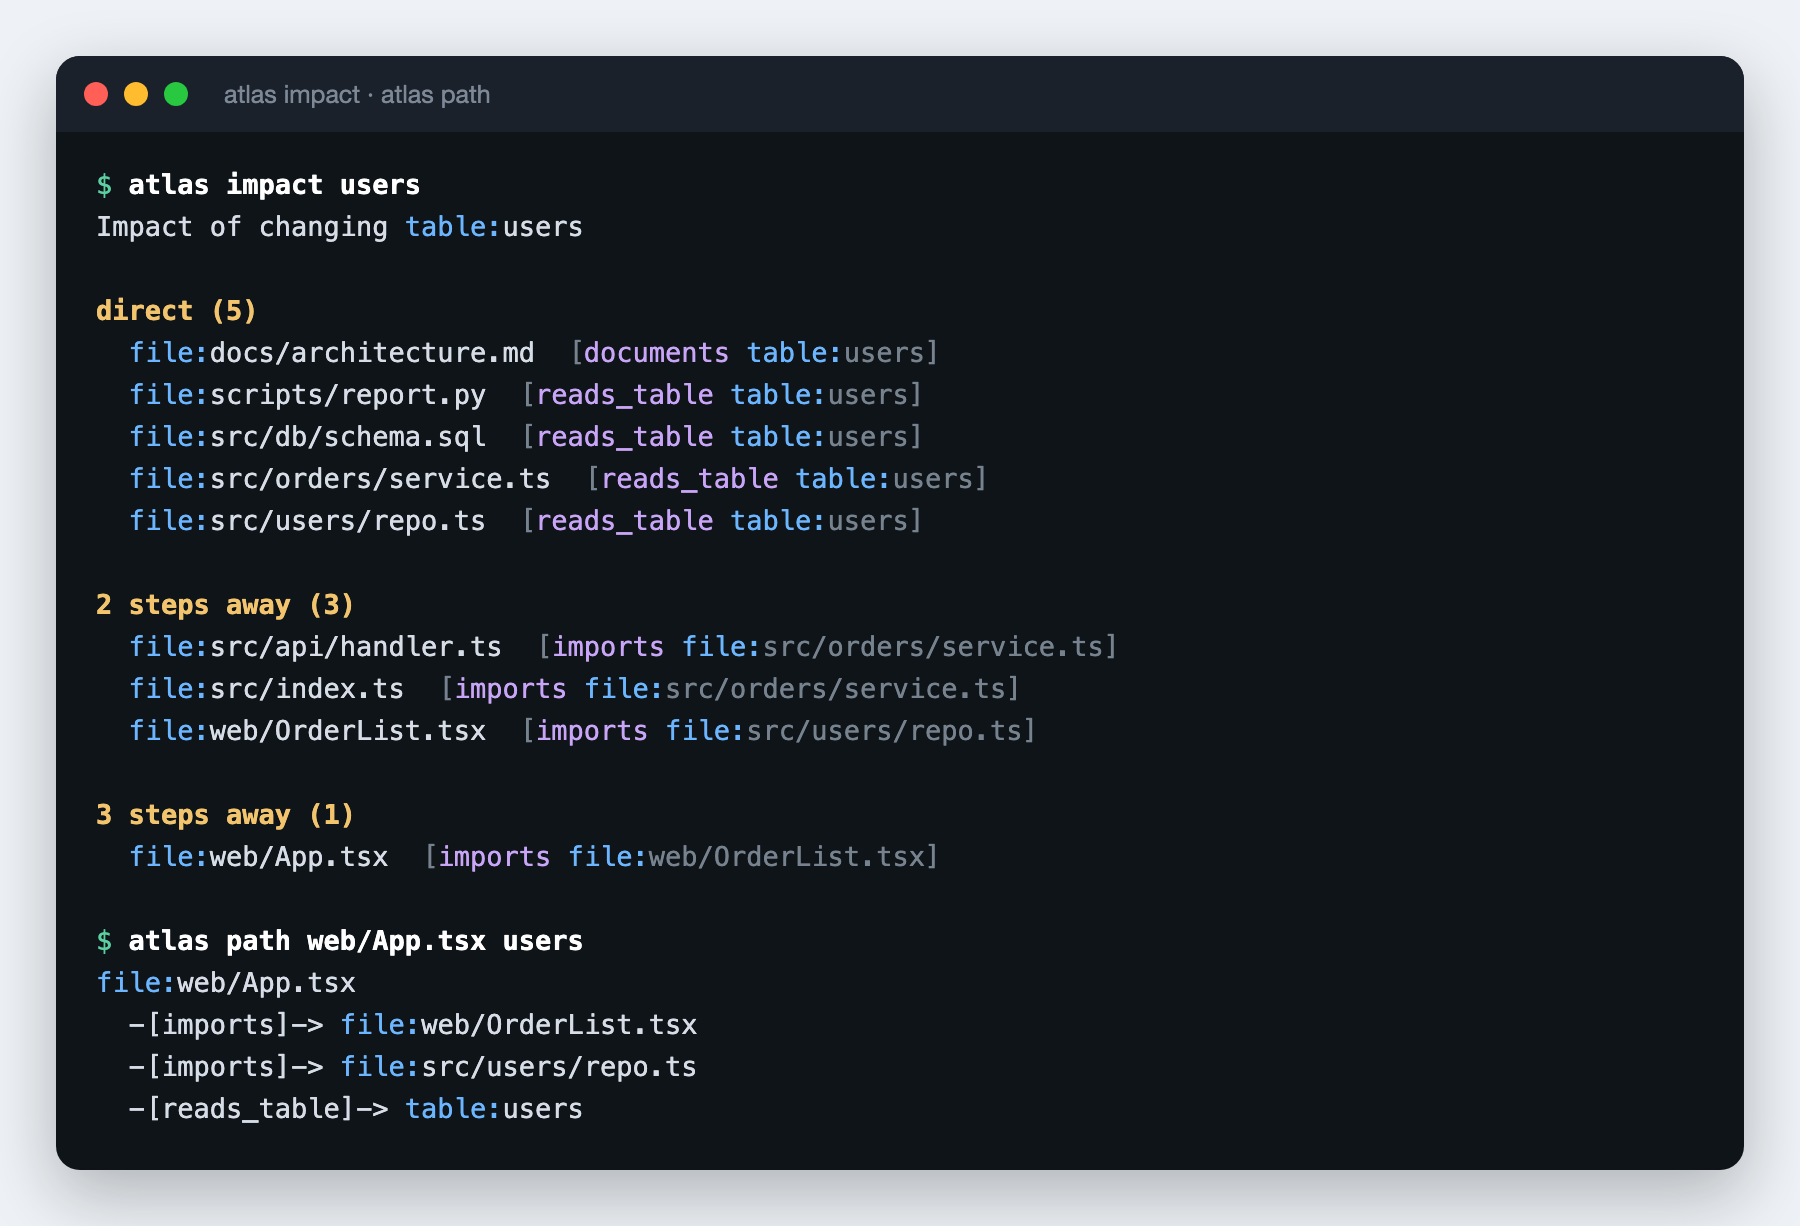 atlas impact · atlas path
$ atlas impact users
Impact of changing table:users
direct (5)
file:docs/architecture.md [documents table:users]
file:scripts/report.py [reads_table table:users]
file:src/db/schema.sql [reads_table table:users]
file:src/orders/service.ts [reads_table table:users]
file:src/users/repo.ts [reads_table table:users]
2 steps away (3)
file:src/api/handler.ts [imports file:src/orders/service.ts]
file:src/index.ts [imports file:src/orders/service.ts]
file:web/OrderList.tsx [imports file:src/users/repo.ts]
3 steps away (1)
file:web/App.tsx [imports file:web/OrderList.tsx]
$ atlas path web/App.tsx users
file:web/App.tsx
-[imports]-> file:web/OrderList.tsx
-[imports]-> file:src/users/repo.ts
-[reads_table]-> table:users